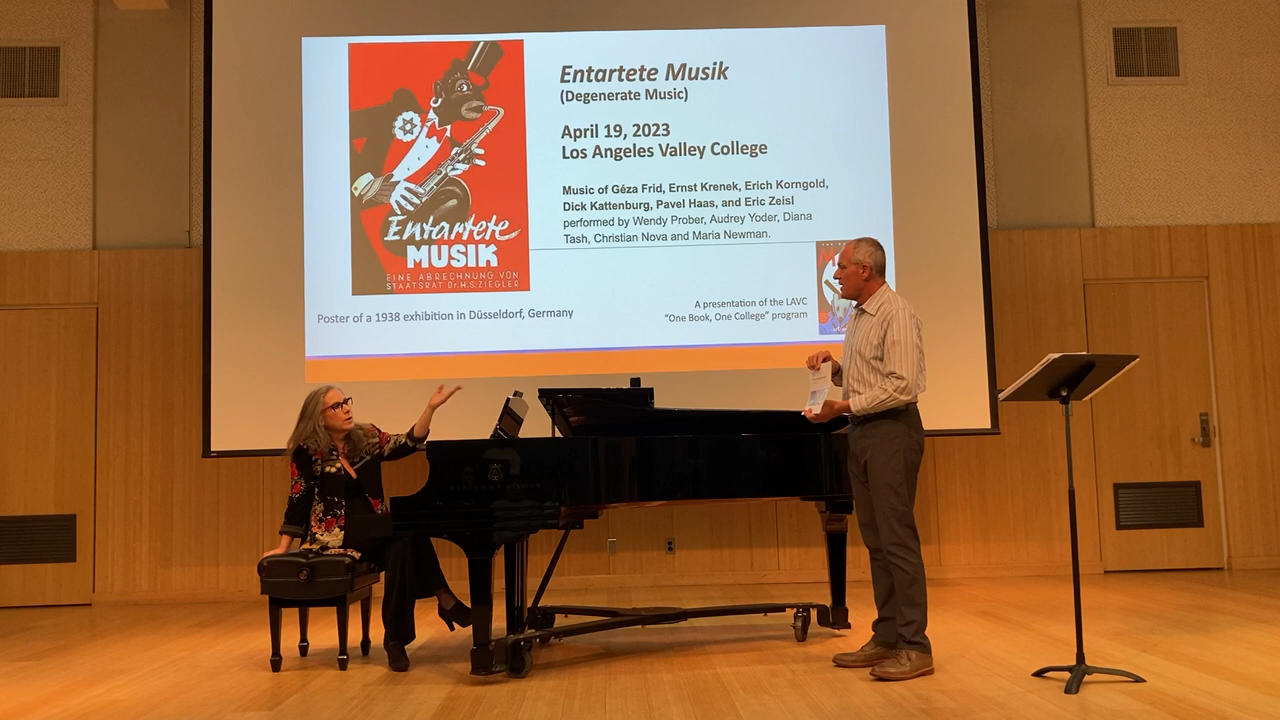 Entartete
MUSIK
EINE ABRECHNUNG VON
STAATSRAT Dr. H.S. ZIEGLER
Poster of a 1938 exhibition in Düsseldorf, Germany
Entartete Musik
(Degenerate Music)
April 19, 2023
Los Angeles Valley College
Music of Géza Frid, Ernst Krenek, Erich Korngold,
Dick Kattenburg, Pavel Haas, and Eric Zeisl
performed by Wendy Prober, Audrey Yoder, Diana
Tash, Christian Nova and Maria Newman.
A presentation of the LAVC
“One Book, One College” program